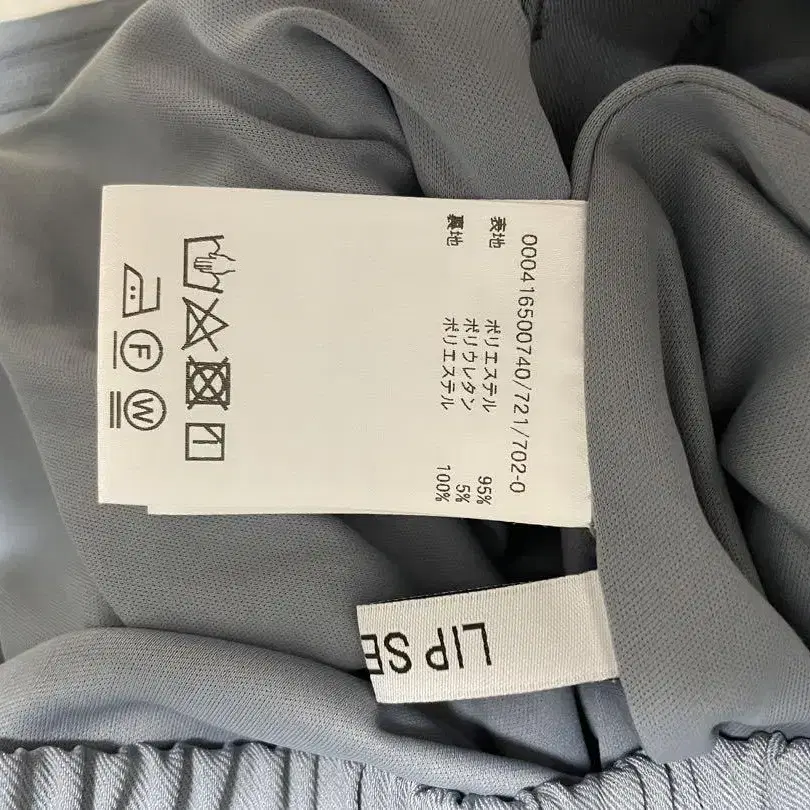 000416500740/721/702-0
表地 ポリエステル 95%
ポリウレタン 5%
裏地 ポリエステル 100%
F
W
LIP SE